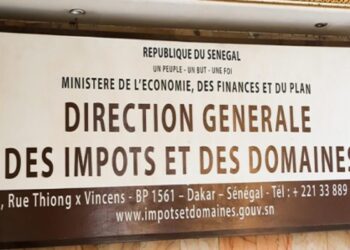 REPUBLIQUE DU SENEGAL
UN PEUPLE - UN BUT - UNE FOI
MINISTERE DE L'ECONOMIE, DES FINANCES ET DU PLAN
DIRECTION GENERALE
DES IMPOTS ET DES DOMAINES
, Rue Thiong x Vincens - BP 1561 – Dakar – Sénégal - Tél : + 221 33 889
www.impotsetdomaines.gouv.sn